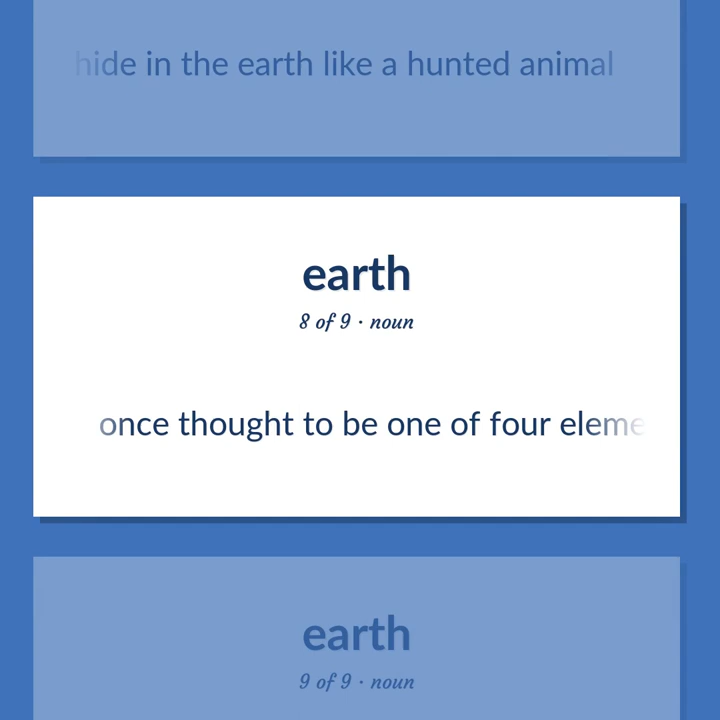 hide in the earth like a hunted animal
earth
8 of 9 · noun
once thought to be one of four eleme
earth
9 of 9 · noun